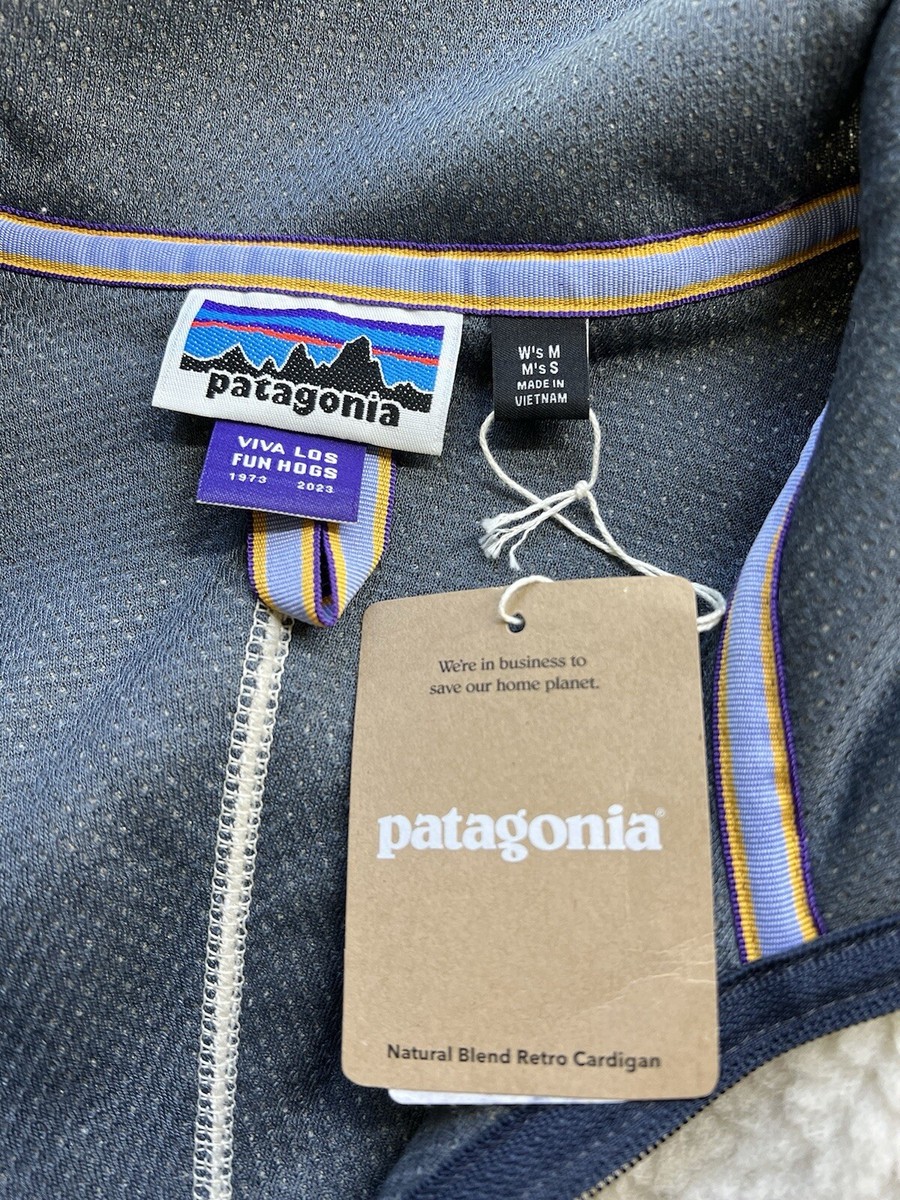 patagonia
VIVA LOS
FUN HOGS
1973 2023
W's M
M's S
MADE IN
VIETNAM
We're in business to
save our home planet.
patagonia®
Natural Blend Retro Cardigan